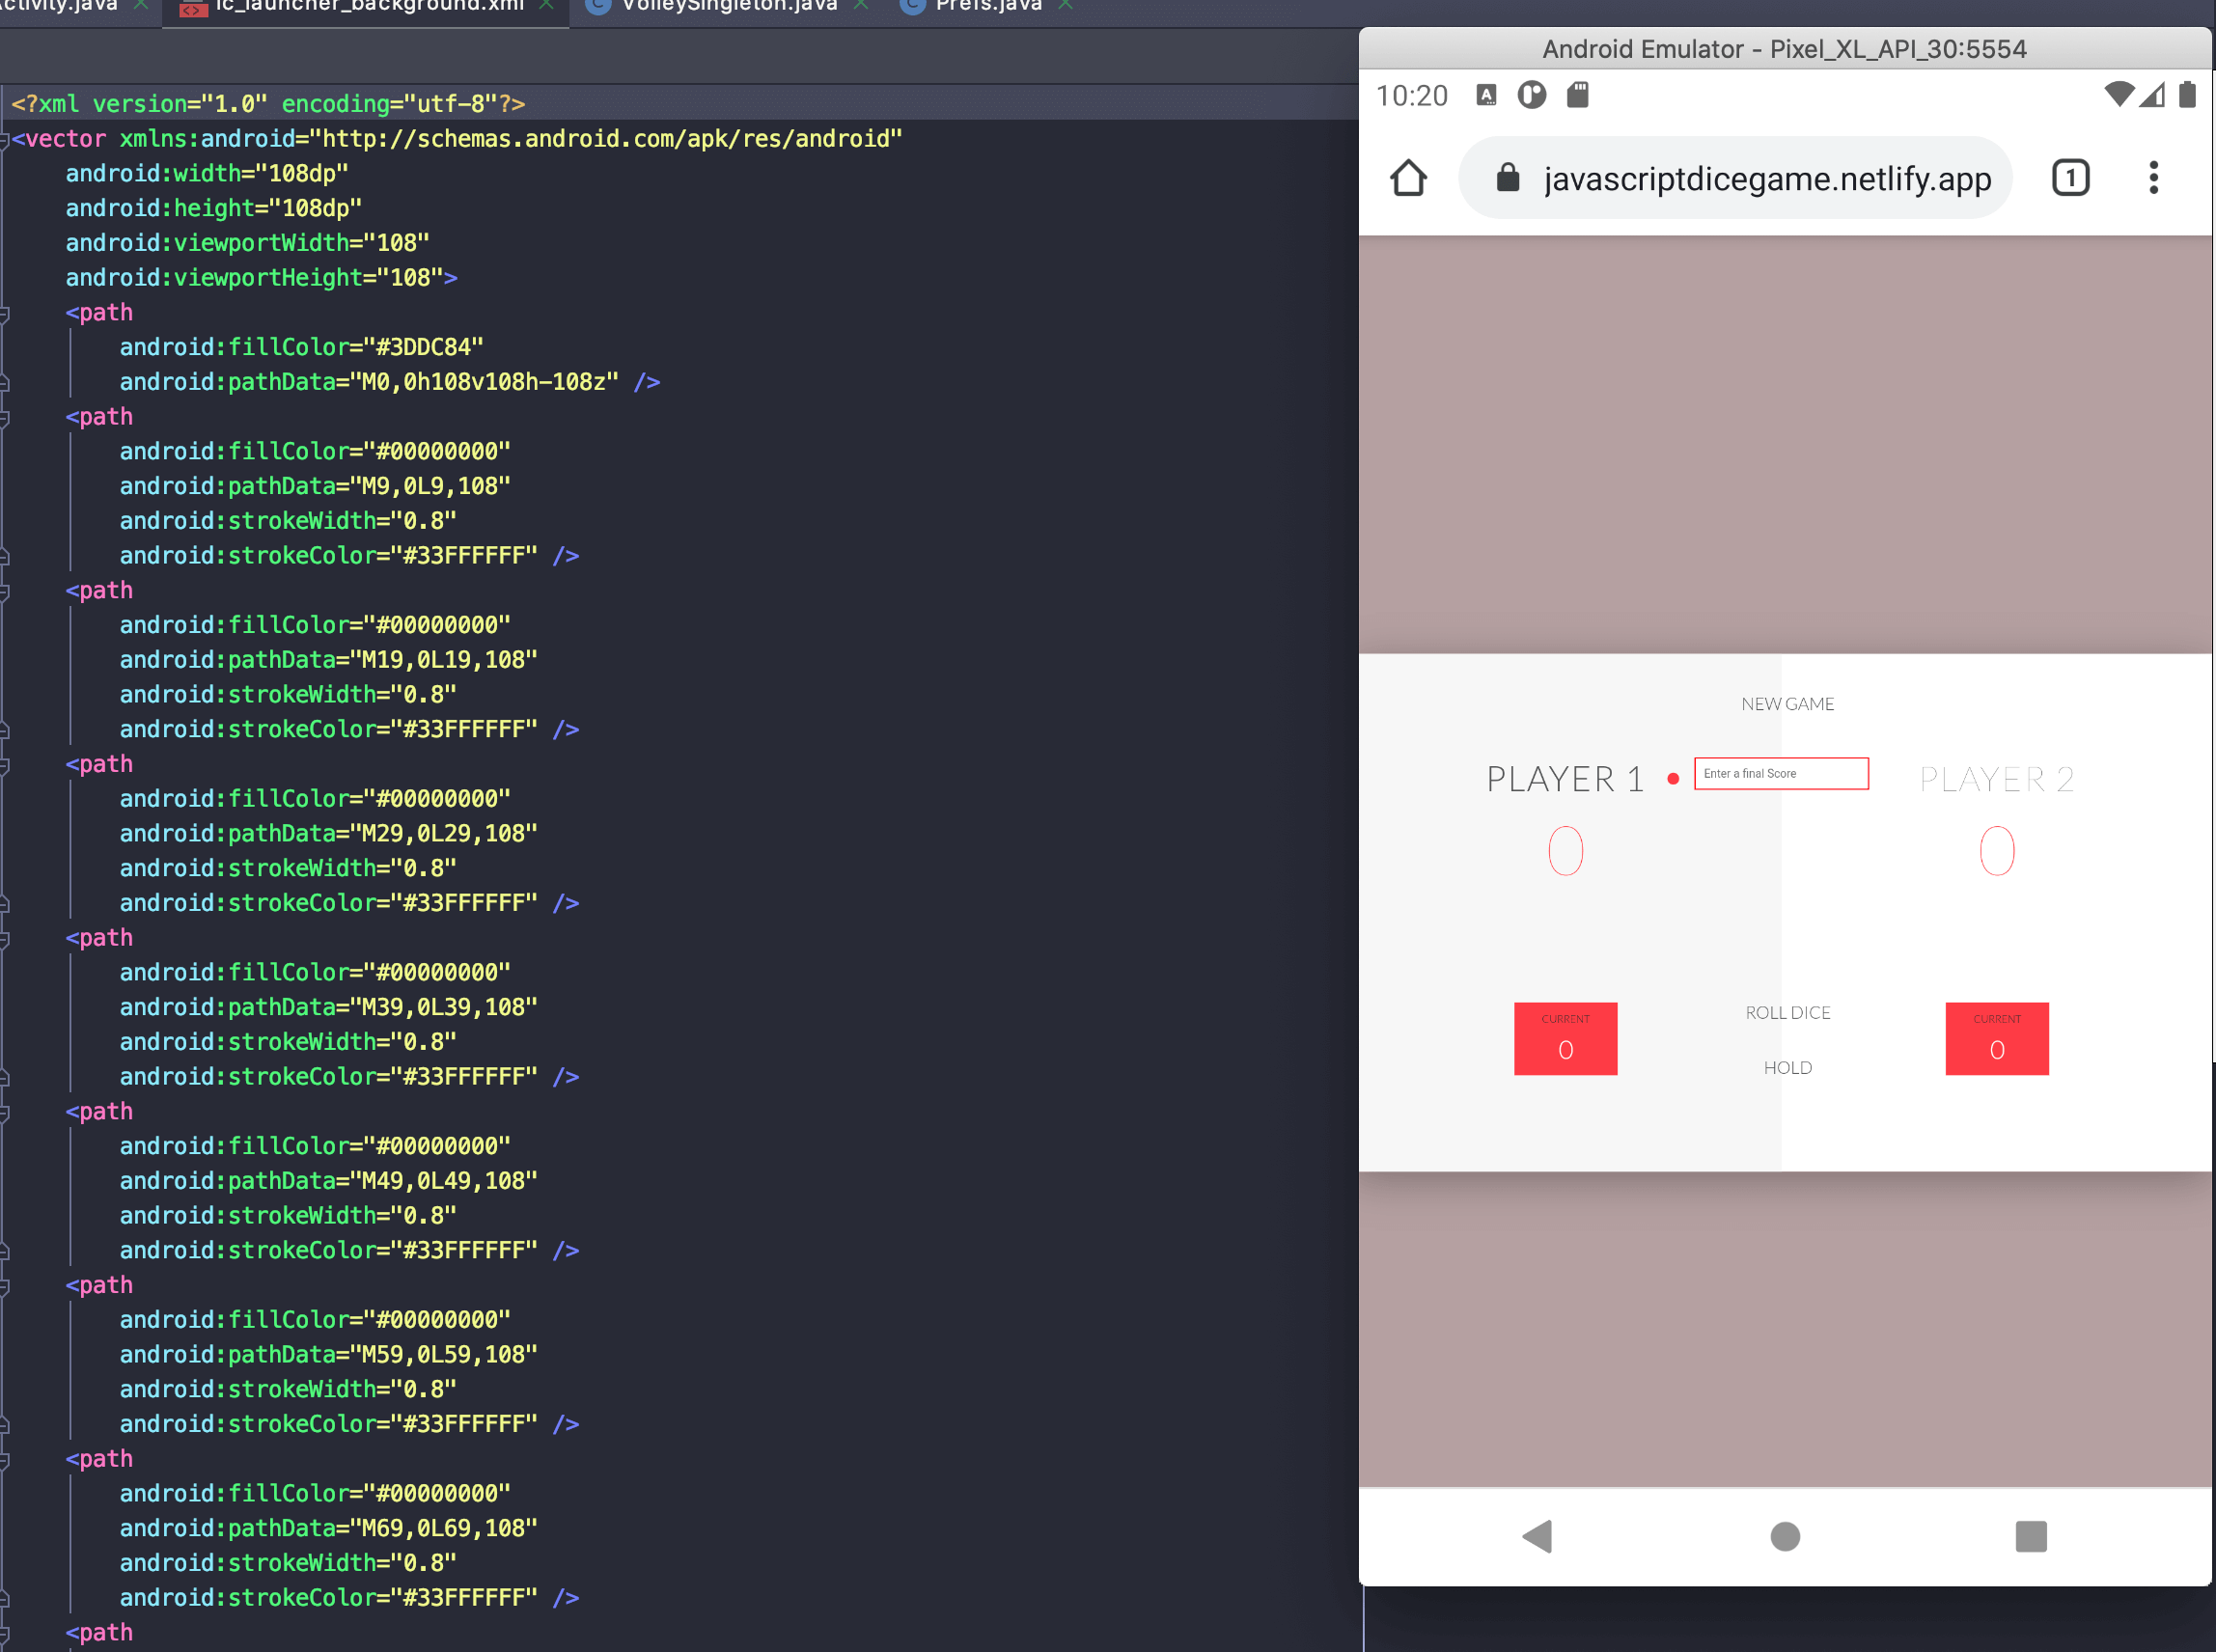 ctivity.java
ic_launcher_background.xml
VolleySingleton.java
Prefs.java
<?xml version="1.0" encoding="utf-8"?>
<vector xmlns:android="http://schemas.android.com/apk/res/android"
android:width="108dp"
android:height="108dp"
android:viewportWidth="108"
android:viewportHeight="108">
<path
android:fillColor="#3DDC84"
android:pathData="M0,0h108v108h-108z" />
<path
android:fillColor="#00000000"
android:pathData="M9,0L9,108"
android:strokeWidth="0.8"
android:strokeColor="#33FFFFFF" />
<path
android:fillColor="#00000000"
android:pathData="M19,0L19,108"
android:strokeWidth="0.8"
android:strokeColor="#33FFFFFF" />
<path
android:fillColor="#00000000"
android:pathData="M29,0L29,108"
android:strokeWidth="0.8"
android:strokeColor="#33FFFFFF" />
<path
android:fillColor="#00000000"
android:pathData="M39,0L39,108"
android:strokeWidth="0.8"
android:strokeColor="#33FFFFFF" />
<path
android:fillColor="#00000000"
android:pathData="M49,0L49,108"
android:strokeWidth="0.8"
android:strokeColor="#33FFFFFF" />
<path
android:fillColor="#00000000"
android:pathData="M59,0L59,108"
android:strokeWidth="0.8"
android:strokeColor="#33FFFFFF" />
<path
android:fillColor="#00000000"
android:pathData="M69,0L69,108"
android:strokeWidth="0.8"
android:strokeColor="#33FFFFFF" />
<path
Android Emulator - Pixel_XL_API_30:5554
10:20
A
javascriptdicegame.netlify.app
1
NEW GAME
PLAYER 1
Enter a final Score
PLAYER 2
0
0
CURRENT
0
ROLL DICE
HOLD
CURRENT
0